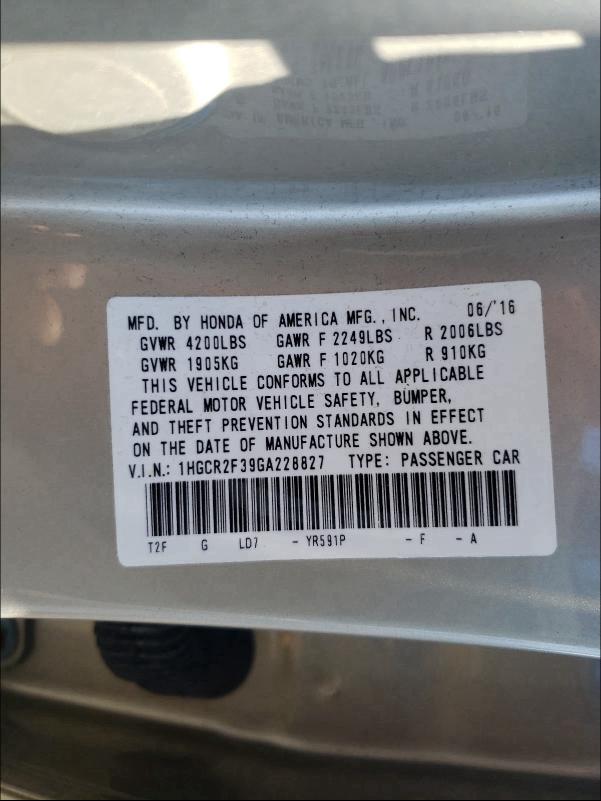 MFD. BY HONDA OF AMERICA MFG., INC. 06/'16
GVWR 4200LBS GAWR F 2249LBS R 2006LBS
GVWR 1905KG GAWR F 1020KG R 910KG
THIS VEHICLE CONFORMS TO ALL APPLICABLE
FEDERAL MOTOR VEHICLE SAFETY, BUMPER,
AND THEFT PREVENTION STANDARDS IN EFFECT
ON THE DATE OF MANUFACTURE SHOWN ABOVE.
V.I.N.: 1HGCR2F39GA228827 TYPE: PASSENGER CAR
T2F G LD7 - YR591P - F - A